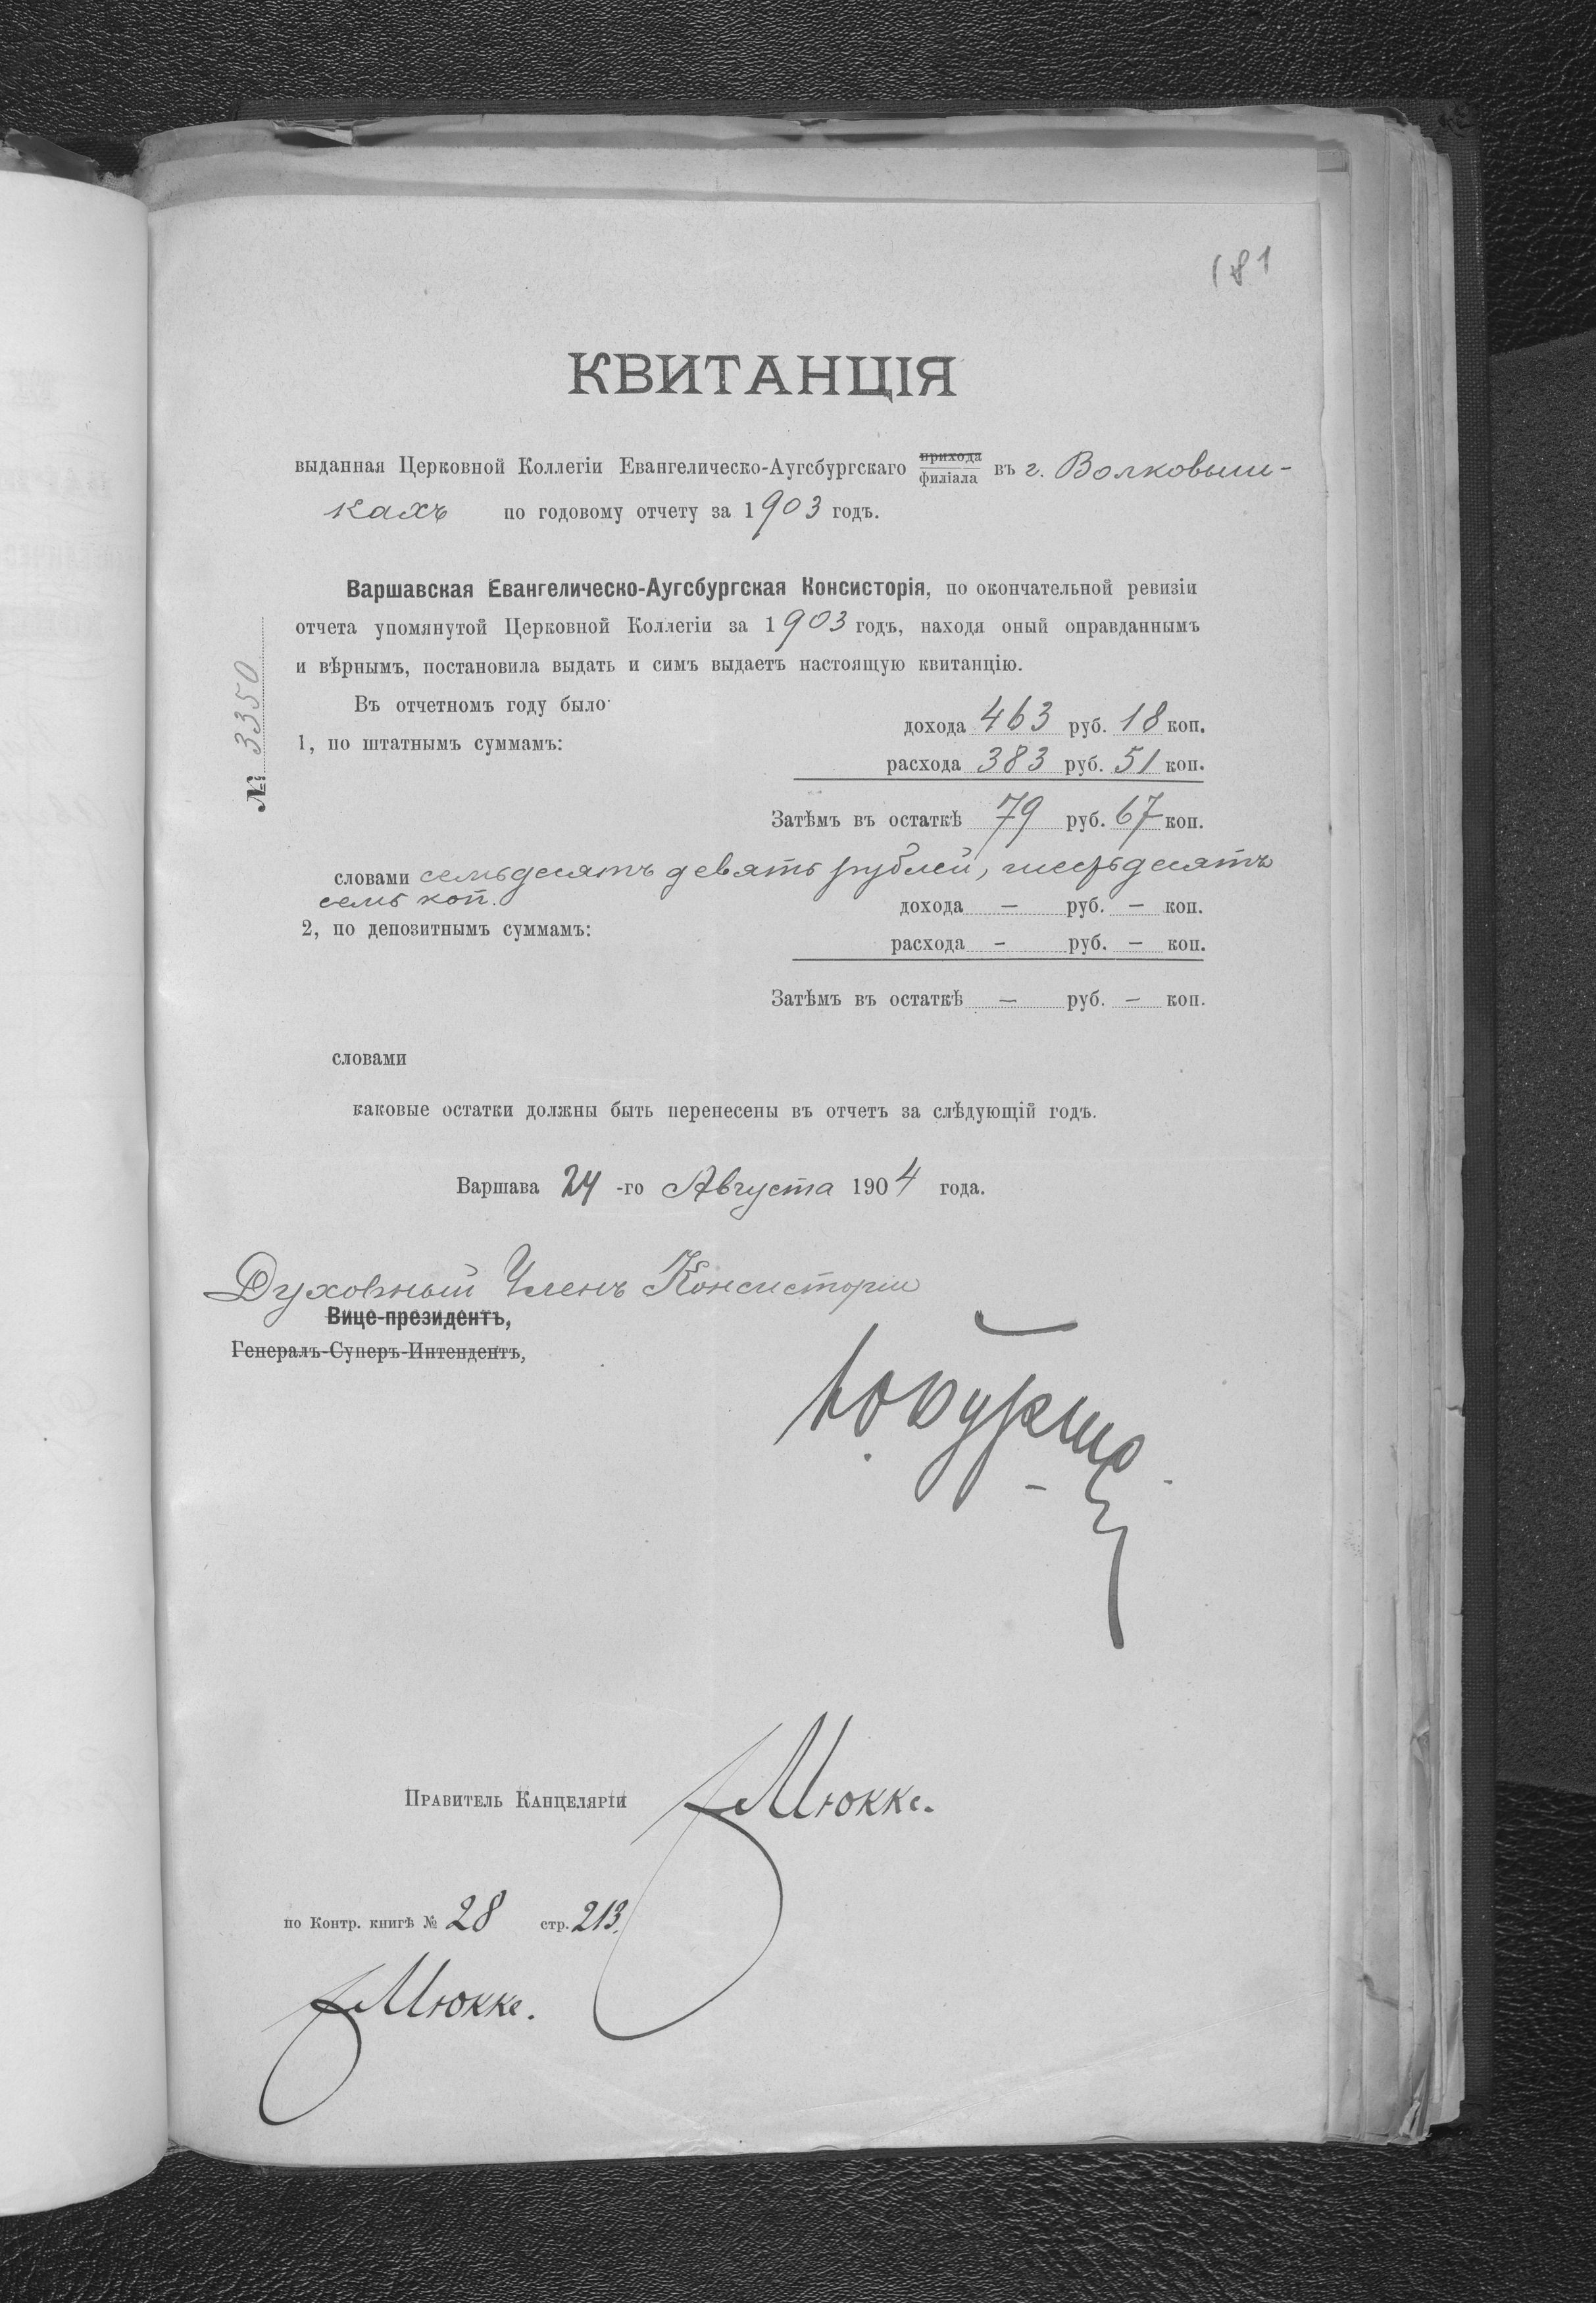 181
КВИТАНЦІЯ
выданная Церковной Коллегіи Евангелическо-Аугсбургскаго прихода филіала въ г. Волковыш-
кахъ по годовому отчету за 1903 годъ.
Варшавская Евангелическо-Аугсбургская Консисторія, по окончательной ревизіи
отчета упомянутой Церковной Коллегіи за 1903 годъ, находя оный оправданнымъ
и вѣрнымъ, постановила выдать и симъ выдаетъ настоящую квитанцію.
№ 3350
Въ отчетномъ году было
дохода 463 руб. 18 коп.
1, по штатнымъ суммамъ:
расхода 383 руб. 51 коп.
Затѣмъ въ остаткѣ 79 руб. 67 коп.
словами семьдесятъ девять рублей, шестьдесятъ
семь коп.
дохода — руб. — коп.
2, по депозитнымъ суммамъ:
расхода — руб. — коп.
Затѣмъ въ остаткѣ — руб. — коп.
словами
каковые остатки должны быть перенесены въ отчетъ за слѣдующій годъ.
Варшава 24-го Августа 1904 года.
Духовный Членъ Консисторіи
Вице-президентъ,
Генералъ-Суперъ-Интендентъ,
Правитель Канцеляріи Мюкке.
по Контр. книгѣ № 28 стр. 213.
Мюкке.